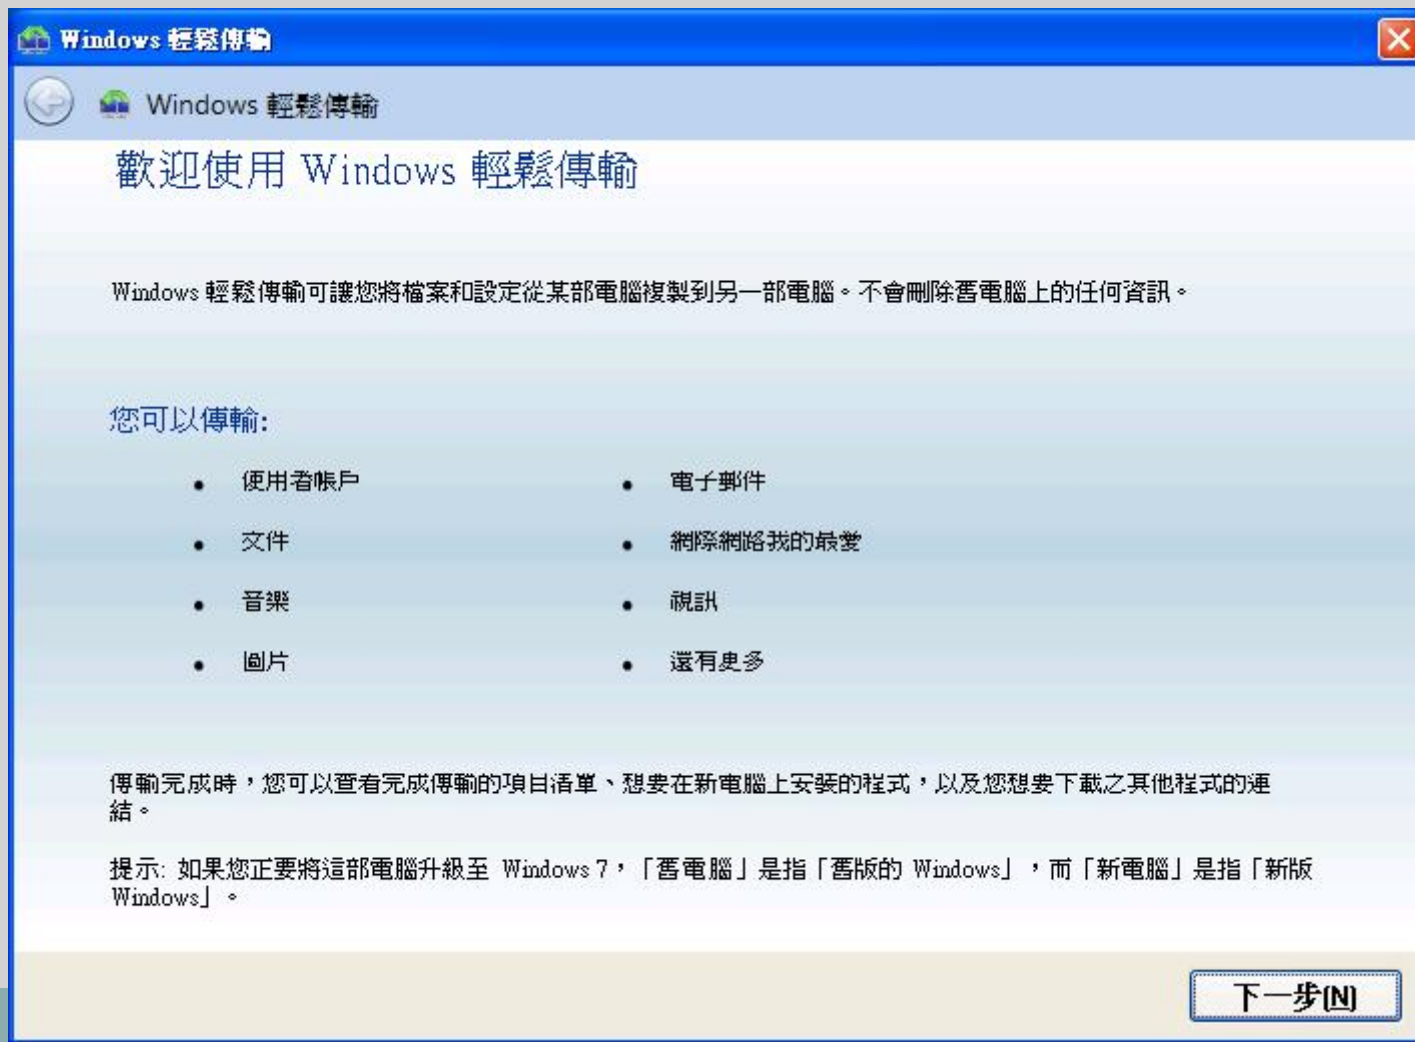 Windows 輕鬆傳輸
Windows 輕鬆傳輸
歡迎使用 Windows 輕鬆傳輸
Windows 輕鬆傳輸可讓您將檔案和設定從某部電腦複製到另一部電腦。不會刪除舊電腦上的任何資訊。
您可以傳輸:
• 使用者帳戶
• 電子郵件
• 文件
• 網際網路我的最愛
• 音樂
• 視訊
• 圖片
• 還有更多
傳輸完成時，您可以查看完成傳輸的項目清單、想要在新電腦上安裝的程式，以及您想要下載之其他程式的連
結。
提示: 如果您正要將這部電腦升級至 Windows 7，「舊電腦」是指「舊版的 Windows」，而「新電腦」是指「新版
Windows」。
下一步(N)